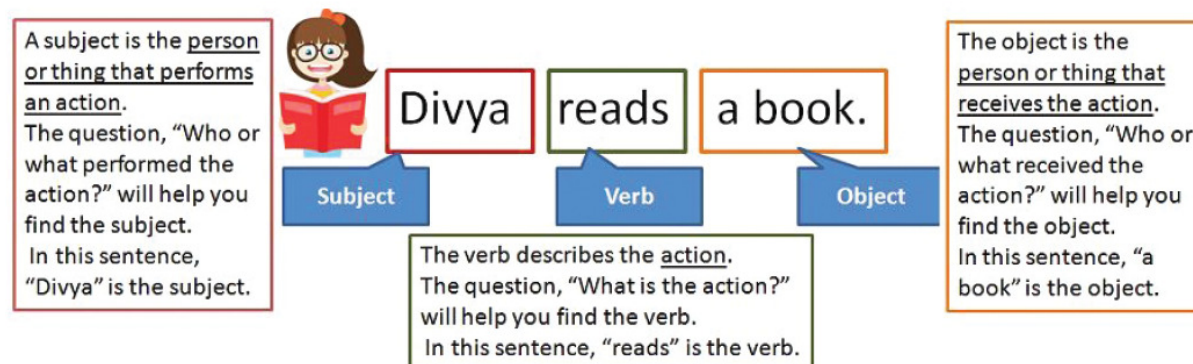 A subject is the person
or thing that performs
an action.
The question, “Who or
what performed the
action?” will help you
find the subject.
In this sentence,
“Divya” is the subject.
Divya reads a book.
Subject
Verb
Object
The verb describes the action.
The question, “What is the action?”
will help you find the verb.
In this sentence, “reads” is the verb.
The object is the
person or thing that
receives the action.
The question, “Who or
what received the
action?” will help you
find the object.
In this sentence, “a
book” is the object.